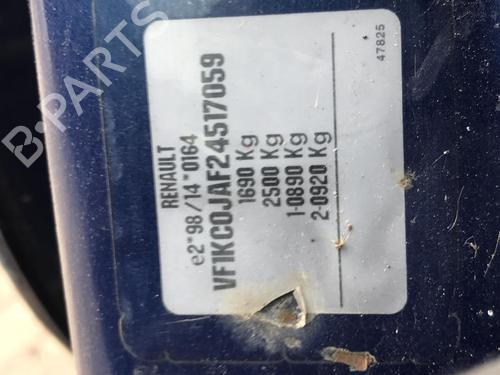 RENAULT
e2*98/14*0164
VF1KC0JAF24517059
1690 Kg
2500 Kg
1-0890 Kg
2-0920 Kg
47825
B-PARTS